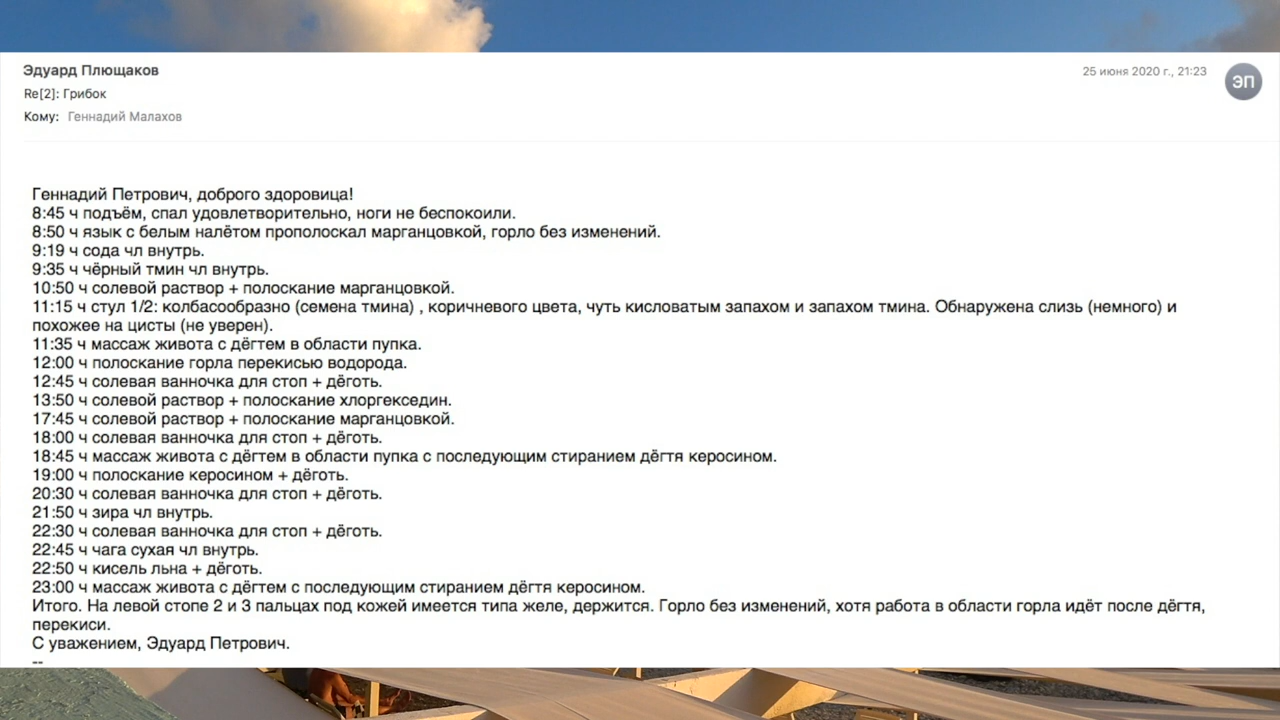 Эдуард Плющаков
25 июня 2020 г., 21:23
ЭП
Re[2]: Грибок
Кому: Геннадий Малахов
Геннадий Петрович, доброго здоровица!
8:45 ч подъём, спал удовлетворительно, ноги не беспокоили.
8:50 ч язык с белым налётом прополоскал марганцовкой, горло без изменений.
9:19 ч сода чл внутрь.
9:35 ч чёрный тмин чл внутрь.
10:50 ч солевой раствор + полоскание марганцовкой.
11:15 ч стул 1/2: колбасообразно (семена тмина) , коричневого цвета, чуть кисловатым запахом и запахом тмина. Обнаружена слизь (немного) и
похожее на цисты (не уверен).
11:35 ч массаж живота с дёгтем в области пупка.
12:00 ч полоскание горла перекисью водорода.
12:45 ч солевая ванночка для стоп + дёготь.
13:50 ч солевой раствор + полоскание хлоргекседин.
17:45 ч солевой раствор + полоскание марганцовкой.
18:00 ч солевая ванночка для стоп + дёготь.
18:45 ч массаж живота с дёгтем в области пупка с последующим стиранием дёгтя керосином.
19:00 ч полоскание керосином + дёготь.
20:30 ч солевая ванночка для стоп + дёготь.
21:50 ч зира чл внутрь.
22:30 ч солевая ванночка для стоп + дёготь.
22:45 ч чага сухая чл внутрь.
22:50 ч кисель льна + дёготь.
23:00 ч массаж живота с дёгтем с последующим стиранием дёгтя керосином.
Итого. На левой стопе 2 и 3 пальцах под кожей имеется типа желе, держится. Горло без изменений, хотя работа в области горла идёт после дёгтя,
перекиси.
С уважением, Эдуард Петрович.
--